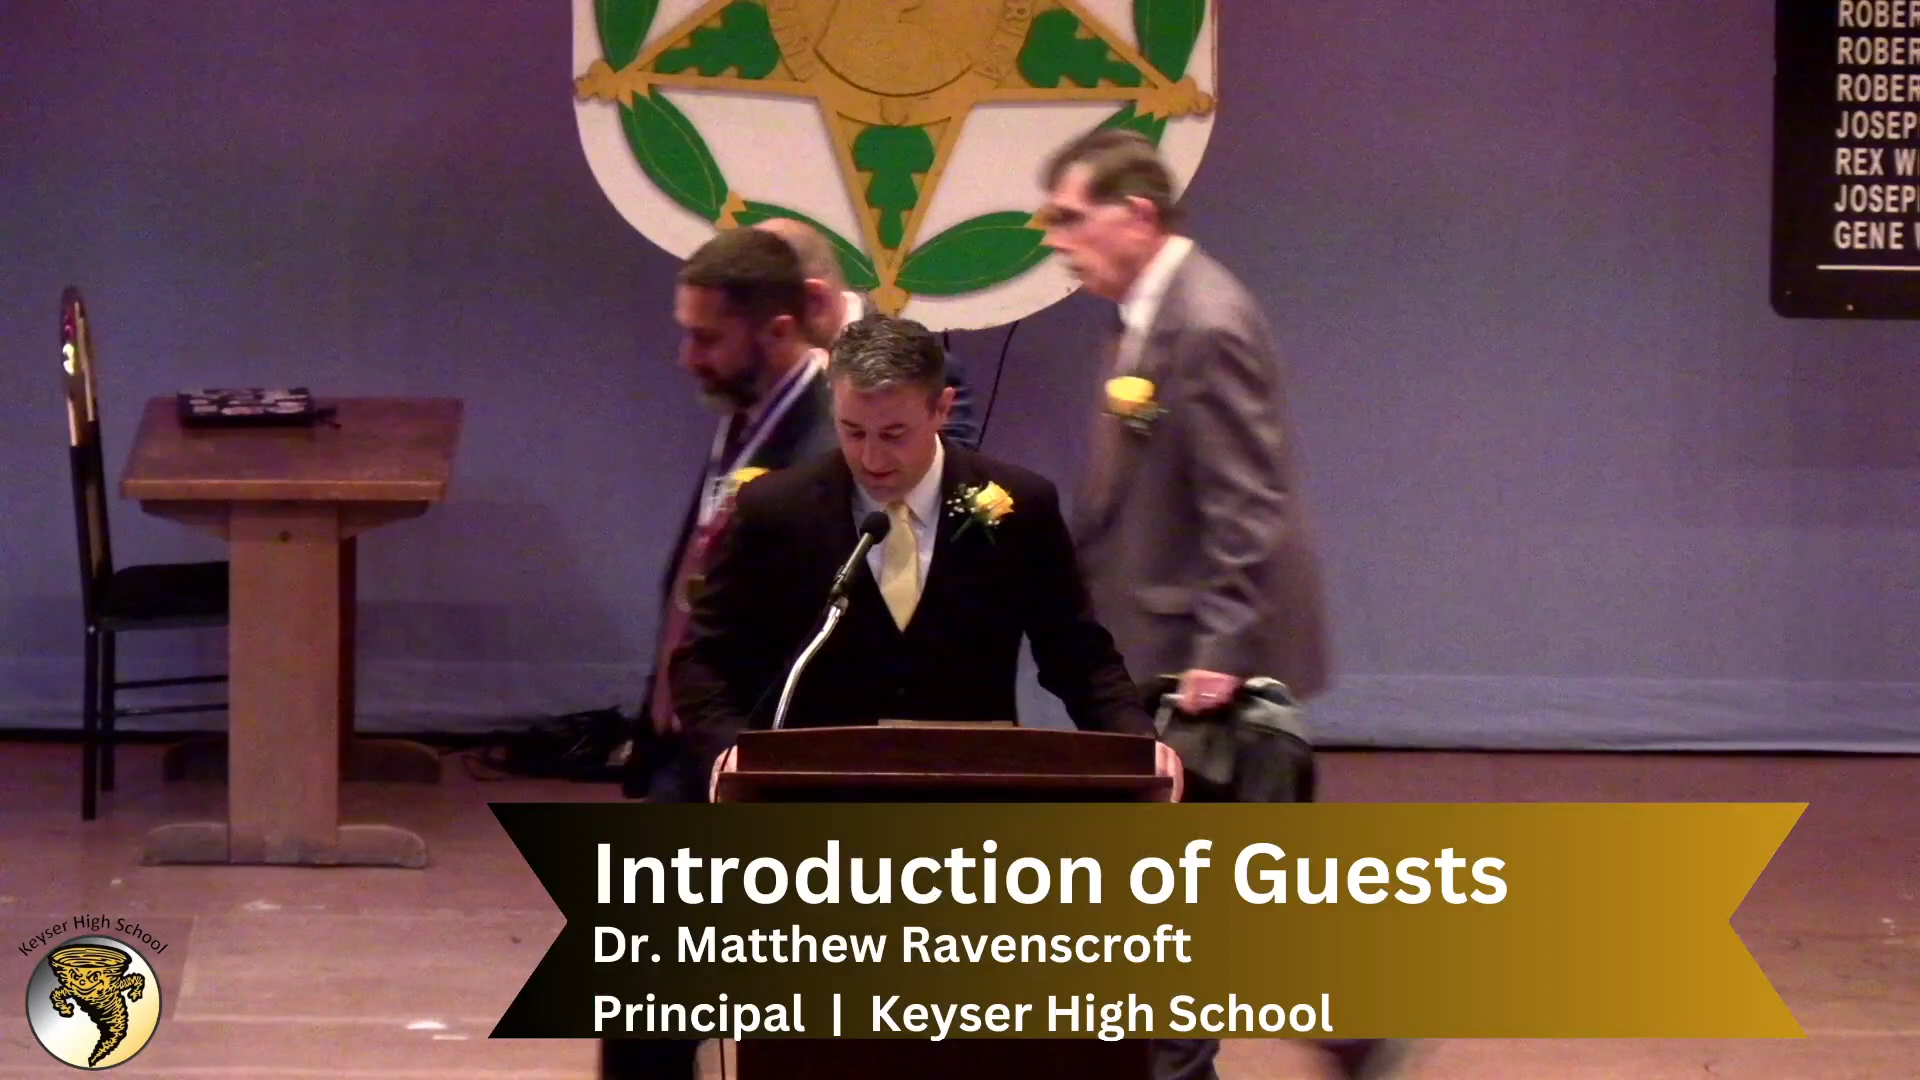 ROBER
ROBER
ROBER
JOSEP
REX W
JOSEP
GENE
Introduction of Guests
Dr. Matthew Ravenscroft
Principal | Keyser High School
Keyser High School